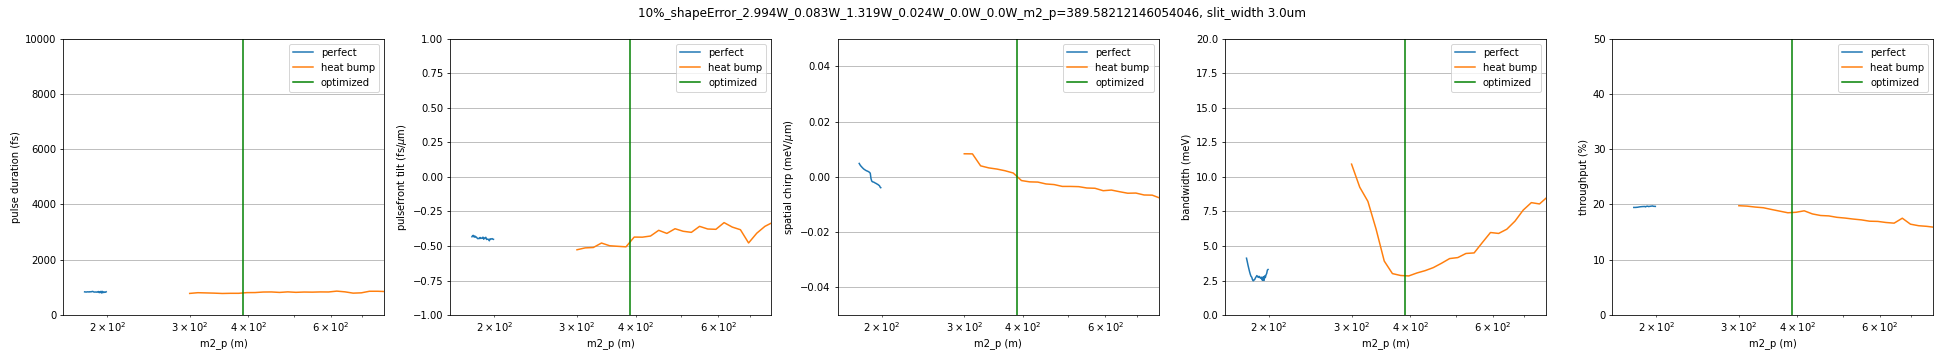 10%_shapeError_2.994W_0.083W_1.319W_0.024W_0.0W_0.0W_m2_p=389.58212146054046, slit_width 3.0um
pulse duration (fs)
10000
8000
6000
4000
2000
0
perfect
heat bump
optimized
2 × 10²
3 × 10²
4 × 10²
6 × 10²
m2_p (m)
pulsefront tilt (fs/μm)
1.00
0.75
0.50
0.25
0.00
−0.25
−0.50
−0.75
−1.00
perfect
heat bump
optimized
2 × 10²
3 × 10²
4 × 10²
6 × 10²
m2_p (m)
spatial chirp (meV/μm)
0.04
0.02
0.00
−0.02
−0.04
perfect
heat bump
optimized
2 × 10²
3 × 10²
4 × 10²
6 × 10²
m2_p (m)
bandwidth (meV)
20.0
17.5
15.0
12.5
10.0
7.5
5.0
2.5
0.0
perfect
heat bump
optimized
2 × 10²
3 × 10²
4 × 10²
6 × 10²
m2_p (m)
throughput (%)
50
40
30
20
10
0
perfect
heat bump
optimized
2 × 10²
3 × 10²
4 × 10²
6 × 10²
m2_p (m)